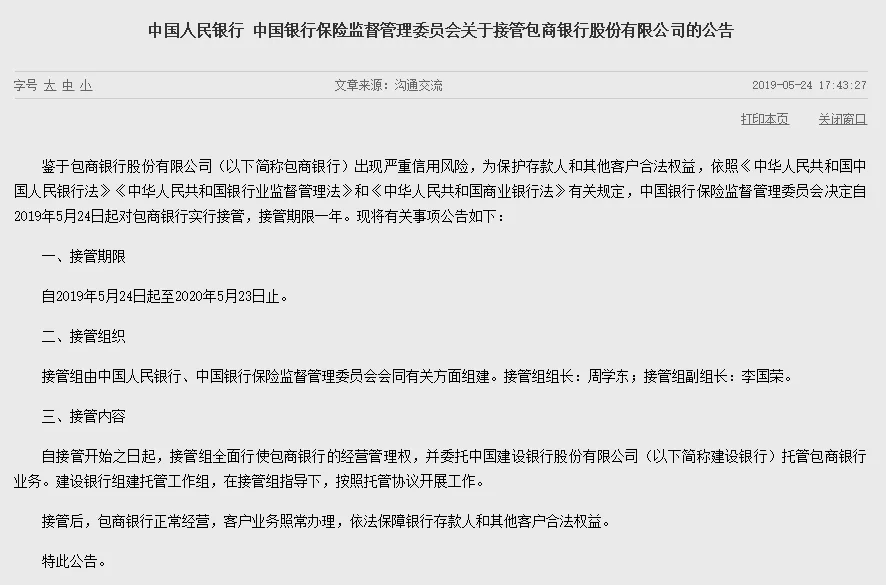 中国人民银行 中国银行保险监督管理委员会关于接管包商银行股份有限公司的公告
字号 大 中 小 文章来源：沟通交流 2019-05-24 17:43:27
打印本页 关闭窗口
鉴于包商银行股份有限公司（以下简称包商银行）出现严重信用风险，为保护存款人和其他客户合法权益，依照《中华人民共和国中
国人民银行法》《中华人民共和国银行业监督管理法》和《中华人民共和国商业银行法》有关规定，中国银行保险监督管理委员会决定自
2019年5月24日起对包商银行实行接管，接管期限一年。现将有关事项公告如下：
一、接管期限
自2019年5月24日起至2020年5月23日止。
二、接管组织
接管组由中国人民银行、中国银行保险监督管理委员会会同有关方面组建。接管组组长：周学东；接管组副组长：李国荣。
三、接管内容
自接管开始之日起，接管组全面行使包商银行的经营管理权，并委托中国建设银行股份有限公司（以下简称建设银行）托管包商银行
业务。建设银行组建托管工作组，在接管组指导下，按照托管协议开展工作。
接管后，包商银行正常经营，客户业务照常办理，依法保障银行存款人和其他客户合法权益。
特此公告。